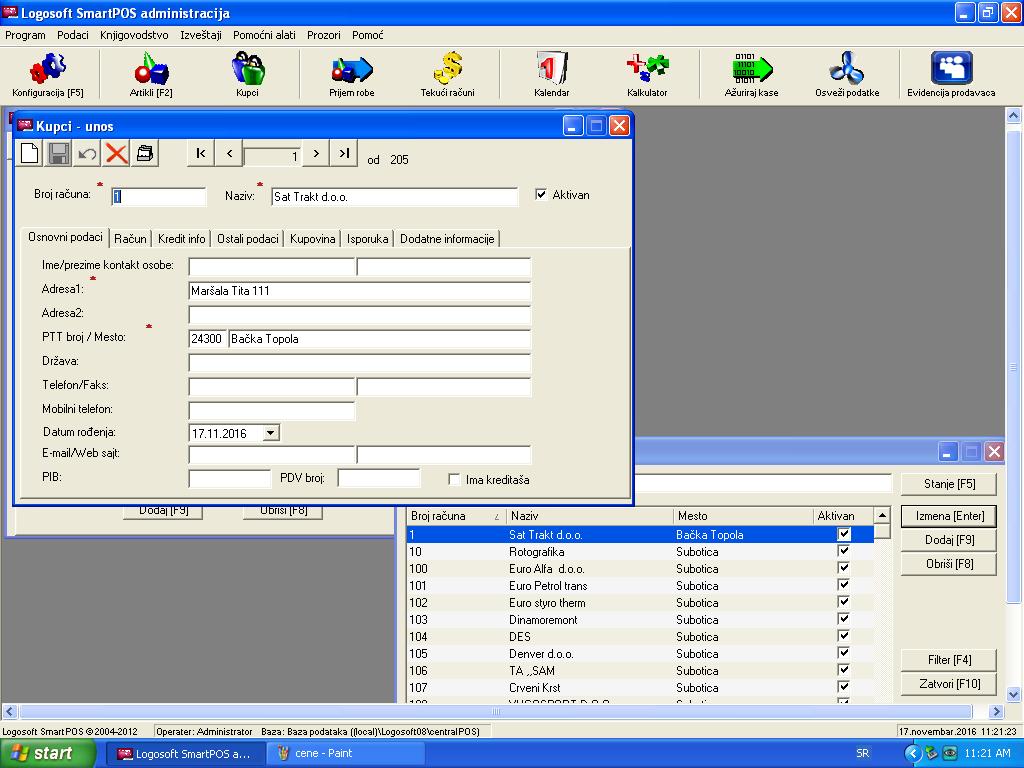 Logosoft SmartPOS administracija
Program Podaci Knjigovodstvo Izveštaji Pomoćni alati Prozori Pomoć
Konfiguracija [F5] Artikli [F2] Kupci Prijem robe Tekući računi Kalendar Kalkulator Ažuriraj kase Osveži podatke Evidencija prodavaca
Kupci - unos
1 od 205
Broj računa: * 1 Naziv: * Sat Trakt d.o.o. Aktivan
Osnovni podaci Račun Kredit info Ostali podaci Kupovina Isporuka Dodatne informacije
Ime/prezime kontakt osobe:
Adresa1: * Maršala Tita 111
Adresa2:
PTT broj / Mesto: * 24300 Bačka Topola
Država:
Telefon/Faks:
Mobilni telefon:
Datum rođenja: 17.11.2016
E-mail/Web sajt:
PIB: PDV broj: Ima kreditaša
Dodaj [F9] Obriši [F8]
Stanje [F5]
Izmena [Enter]
Dodaj [F9]
Obriši [F8]
Filter [F4]
Zatvori [F10]
Broj računa Naziv Mesto Aktivan
1 Sat Trakt d.o.o. Bačka Topola
10 Rotografika Subotica
100 Euro Alfa d.o.o. Subotica
101 Euro Petrol trans Subotica
102 Euro styro therm Subotica
103 Dinamoremont Subotica
104 DES Subotica
105 Denver d.o.o. Subotica
106 TA ,,SAM Subotica
107 Crveni Krst Subotica
Logosoft SmartPOS ©2004-2012 Operater: Administrator Baza: Baza podataka ((local)\Logosoft08\centralPOS) 17.novembar.2016 11:21:23
start Logosoft SmartPOS a... cene - Paint SR 11:21 AM